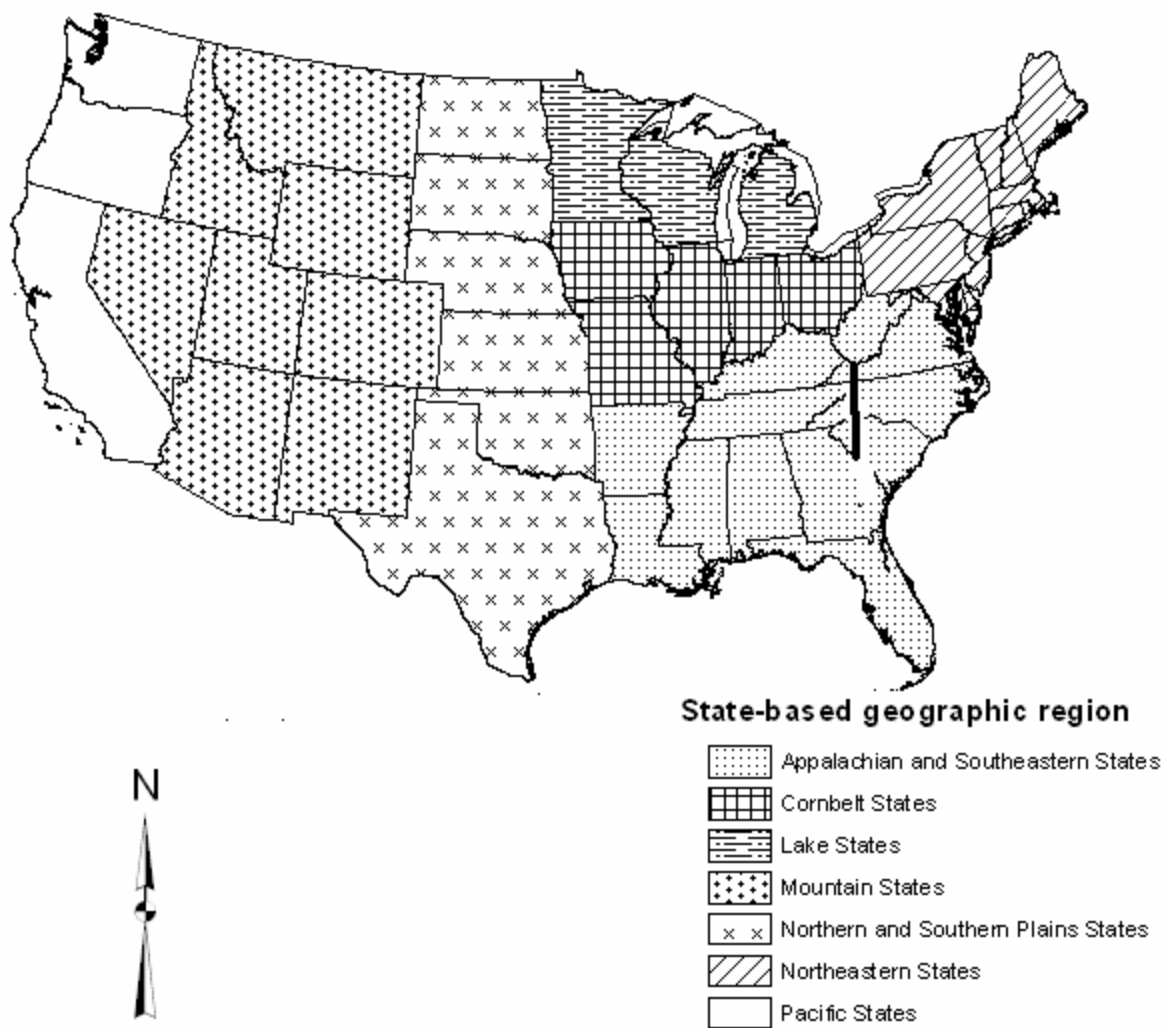 State-based geographic region
Appalachian and Southeastern States
Cornbelt States
Lake States
Mountain States
Northern and Southern Plains States
Northeastern States
Pacific States
N